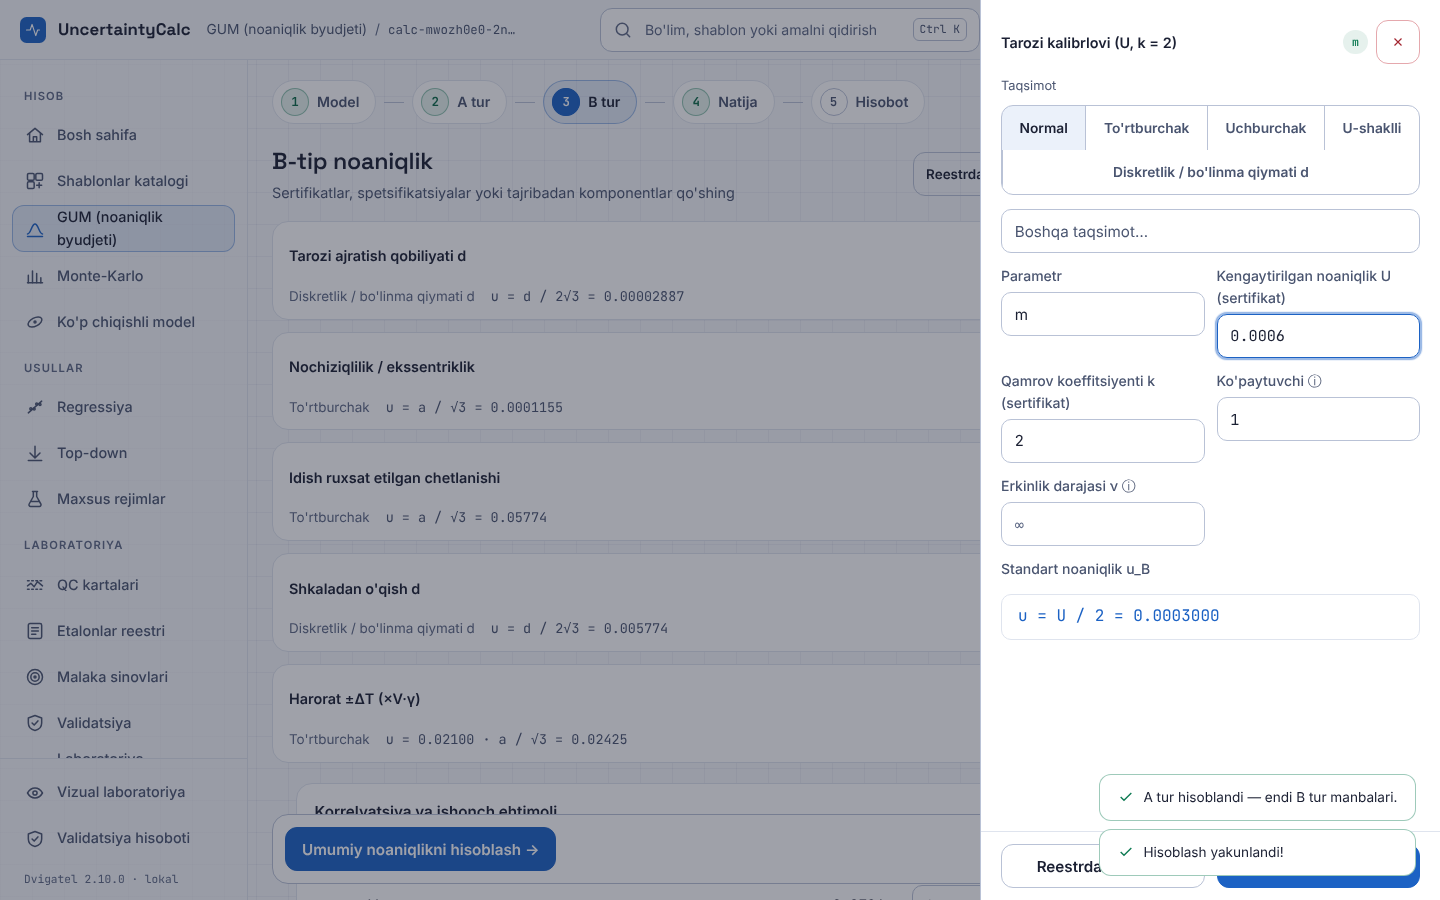 UncertaintyCalc
GUM (noaniqlik byudjeti) / calc-mwozh0e0-2n…
Bo'lim, shablon yoki amalni qidirish
Ctrl K
HISOB
Bosh sahifa
Shablonlar katalogi
GUM (noaniqlik
byudjeti)
Monte-Karlo
Ko'p chiqishli model
USULLAR
Regressiya
Top-down
Maxsus rejimlar
LABORATORIYA
QC kartalari
Etalonlar reestri
Malaka sinovlari
Validatsiya
Laboratoriya
Vizual laboratoriya
Validatsiya hisoboti
Dvigatel 2.10.0 · lokal
1 Model
2 A tur
3 B tur
4 Natija
5 Hisobot
B-tip noaniqlik
Sertifikatlar, spetsifikatsiyalar yoki tajribadan komponentlar qo'shing
Reestrda
Tarozi ajratish qobiliyati d
Diskretlik / bo'linma qiymati d u = d / 2√3 = 0.00002887
Nochiziqlilik / ekssentriklik
To'rtburchak u = a / √3 = 0.0001155
Idish ruxsat etilgan chetlanishi
To'rtburchak u = a / √3 = 0.05774
Shkaladan o'qish d
Diskretlik / bo'linma qiymati d u = d / 2√3 = 0.005774
Harorat ±ΔT (×V·γ)
To'rtburchak u = 0.02100 · a / √3 = 0.02425
Korrelyatsiya va ishonch ehtimoli
Umumiy noaniqlikni hisoblash →
Tarozi kalibrlovi (U, k = 2)
m
×
Taqsimot
Normal
To'rtburchak
Uchburchak
U-shaklli
Diskretlik / bo'linma qiymati d
Boshqa taqsimot…
Parametr
m
Kengaytirilgan noaniqlik U
(sertifikat)
0.0006
Qamrov koeffitsiyenti k
(sertifikat)
2
Ko'paytuvchi ⓘ
1
Erkinlik darajasi ν ⓘ
∞
Standart noaniqlik u_B
u = U / 2 = 0.0003000
A tur hisoblandi — endi B tur manbalari.
Hisoblash yakunlandi!
Reestrda